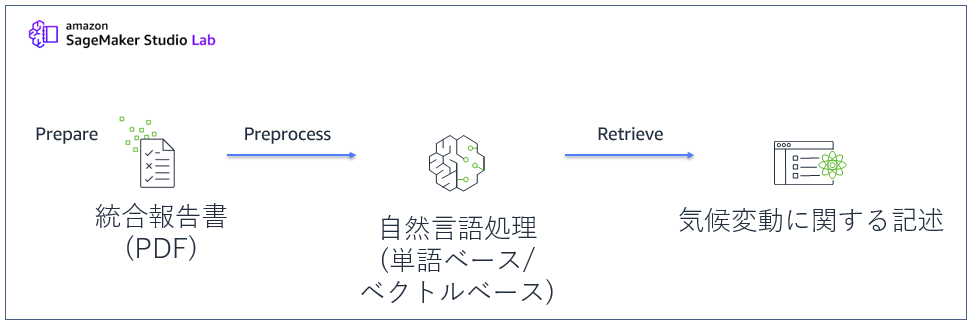 amazon
SageMaker Studio Lab
Prepare
Preprocess
Retrieve
統合報告書
(PDF)
自然言語処理
(単語ベース/
ベクトルベース)
気候変動に関する記述